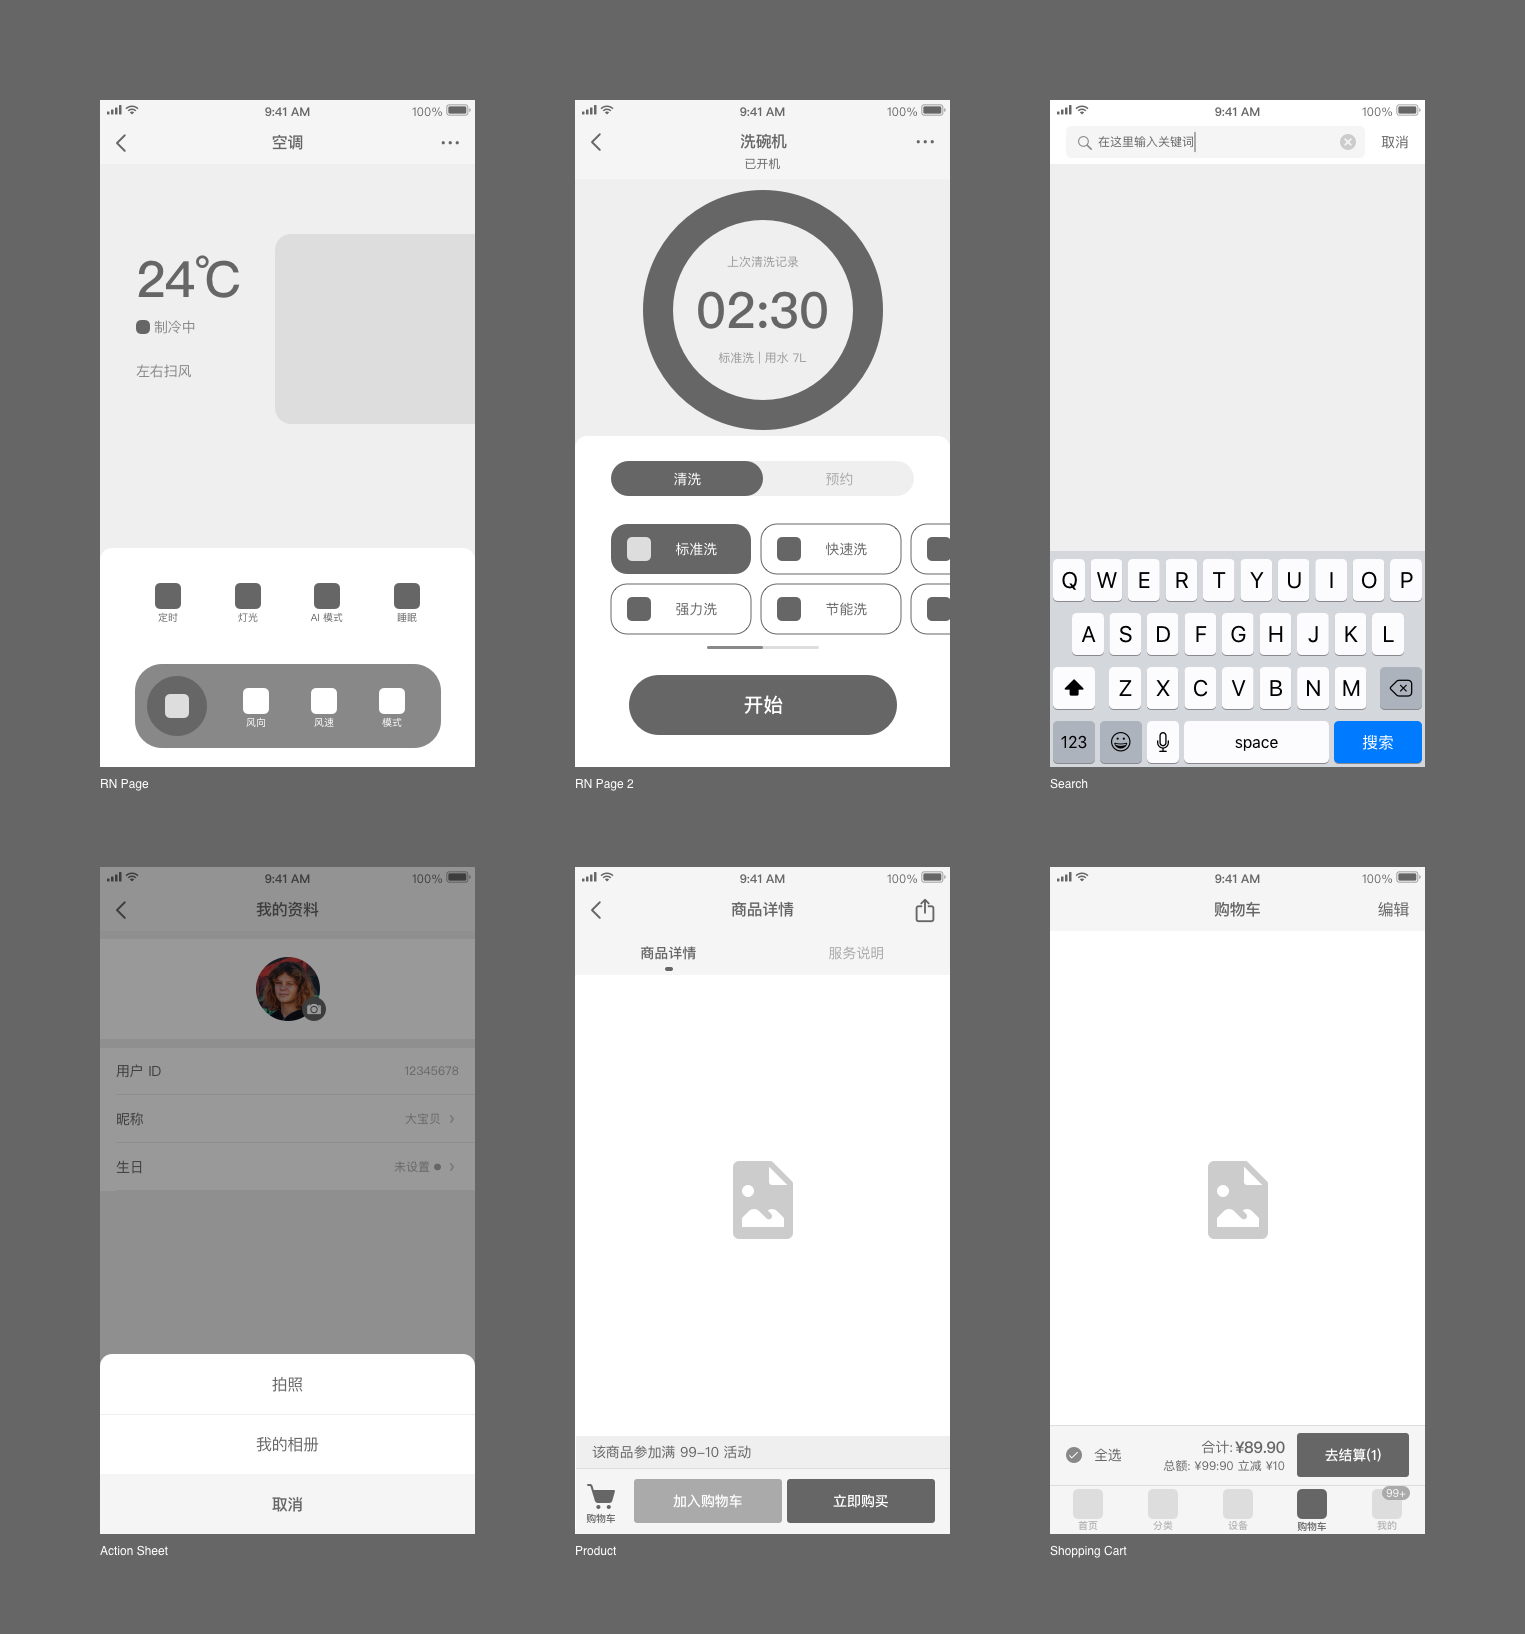 9:41 AM
100%
空调
24℃
制冷中
左右扫风
定时
灯光
AI 模式
睡眠
风向
风速
模式
RN Page
9:41 AM
100%
洗碗机
已开机
上次清洗记录
02:30
标准洗 | 用水 7L
清洗
预约
标准洗
快速洗
强力洗
节能洗
开始
RN Page 2
9:41 AM
100%
在这里输入关键词
取消
Q W E R T Y U I O P
A S D F G H J K L
Z X C V B N M
123
space
搜索
Search
9:41 AM
100%
我的资料
用户 ID
12345678
昵称
大宝贝
生日
未设置
拍照
我的相册
取消
Action Sheet
9:41 AM
100%
商品详情
商品详情
服务说明
该商品参加满 99-10 活动
购物车
加入购物车
立即购买
Product
9:41 AM
100%
购物车
编辑
全选
合计: ¥89.90
总额: ¥99:90 立减 ¥10
去结算(1)
99+
首页
分类
设备
购物车
我的
Shopping Cart